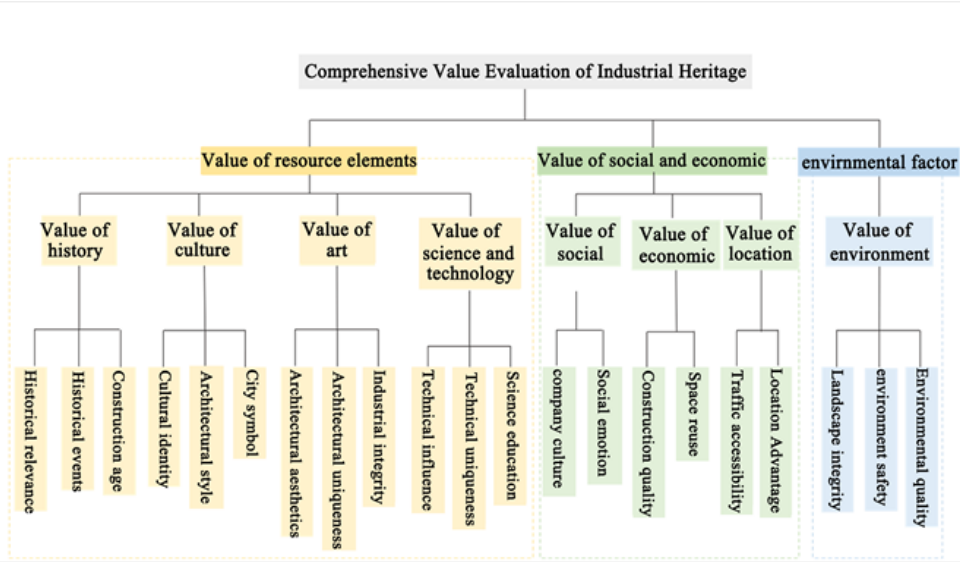 Comprehensive Value Evaluation of Industrial Heritage
Value of resource elements
Value of social and economic
envirnmental factor
Value of
history
Value of
culture
Value of
art
Value of
science and
technology
Value of
social
Value of
economic
Value of
location
Value of
environment
Historical relevance
Historical events
Construction age
Cultural identity
Architectural style
City symbol
Architectural aesthetics
Architectural uniqueness
Industrial integrity
Technical influence
Technical uniqueness
Science education
company culture
Social emotion
Construction quality
Space reuse
Traffic accessibility
Location Advantage
Landscape integrity
environment safety
Environmental quality